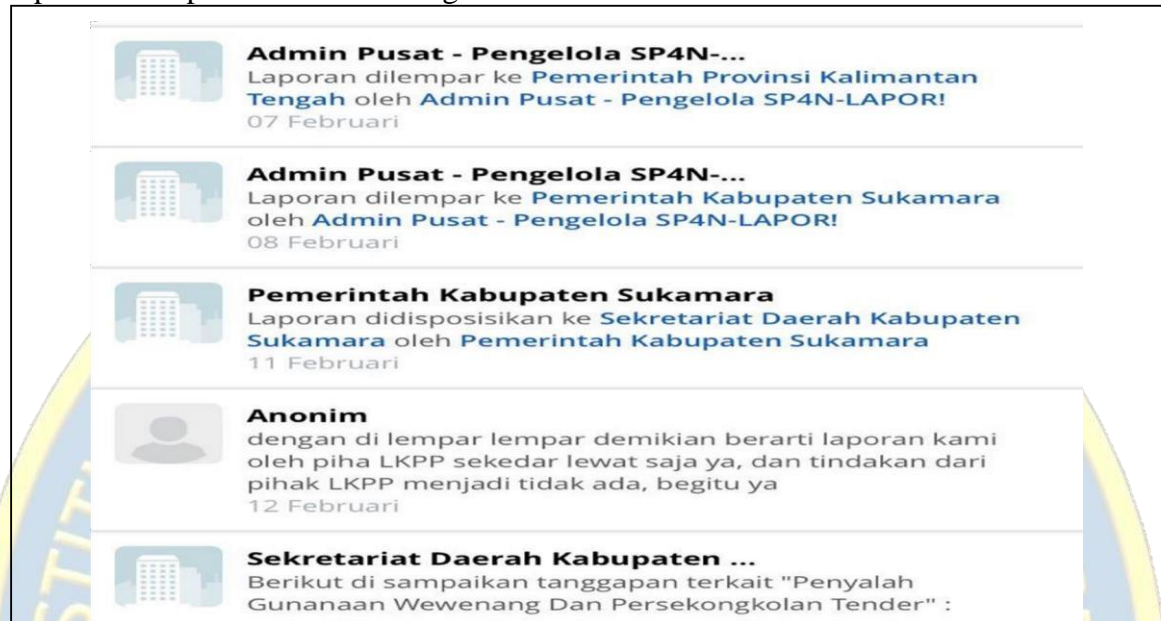 Admin Pusat - Pengelola SP4N-...
Laporan dilempar ke Pemerintah Provinsi Kalimantan
Tengah oleh Admin Pusat - Pengelola SP4N-LAPOR!
07 Februari
Admin Pusat - Pengelola SP4N-...
Laporan dilempar ke Pemerintah Kabupaten Sukamara
oleh Admin Pusat - Pengelola SP4N-LAPOR!
08 Februari
Pemerintah Kabupaten Sukamara
Laporan didisposisikan ke Sekretariat Daerah Kabupaten
Sukamara oleh Pemerintah Kabupaten Sukamara
11 Februari
Anonim
dengan di lempar lempar demikian berarti laporan kami
oleh piha LKPP sekedar lewat saja ya, dan tindakan dari
pihak LKPP menjadi tidak ada, begitu ya
12 Februari
Sekretariat Daerah Kabupaten ...
Berikut di sampaikan tanggapan terkait "Penyalah
Gunanaan Wewenang Dan Persekongkolan Tender" :